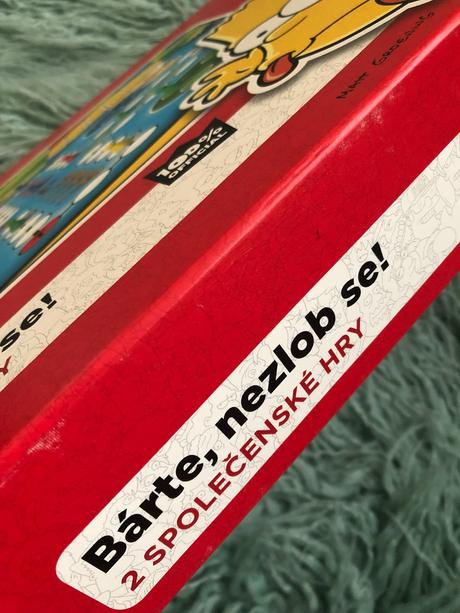 MATT GROENING
100%
OFFICIAL
se!
Y
Bárte, nezlob se!
2 SPOLEČENSKÉ HRY